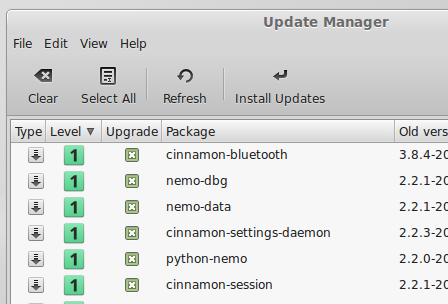 Update Manager
File Edit View Help
Clear Select All Refresh Install Updates
Type Level Upgrade Package Old vers
1 cinnamon-bluetooth 3.8.4-20
1 nemo-dbg 2.2.1-20
1 nemo-data 2.2.1-20
1 cinnamon-settings-daemon 2.2.3-20
1 python-nemo 2.2.0-20
1 cinnamon-session 2.2.1-20